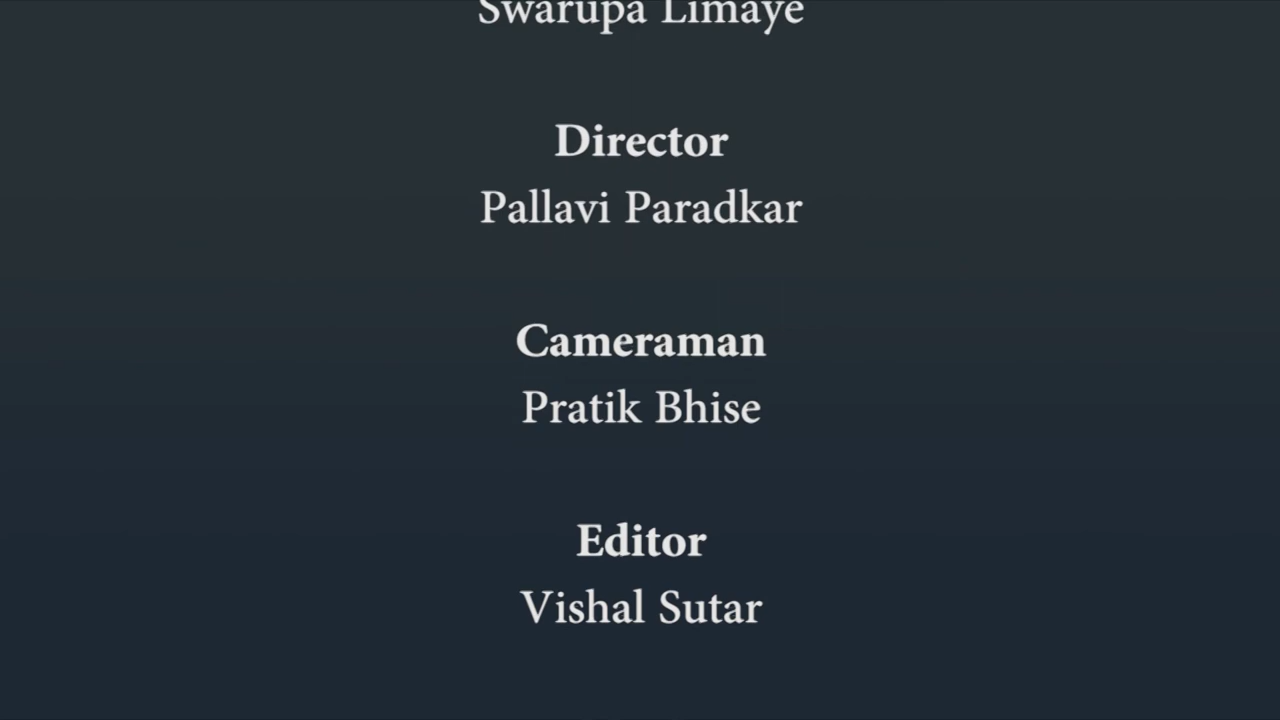 Swarupa Limaye
Director
Pallavi Paradkar
Cameraman
Pratik Bhise
Editor
Vishal Sutar